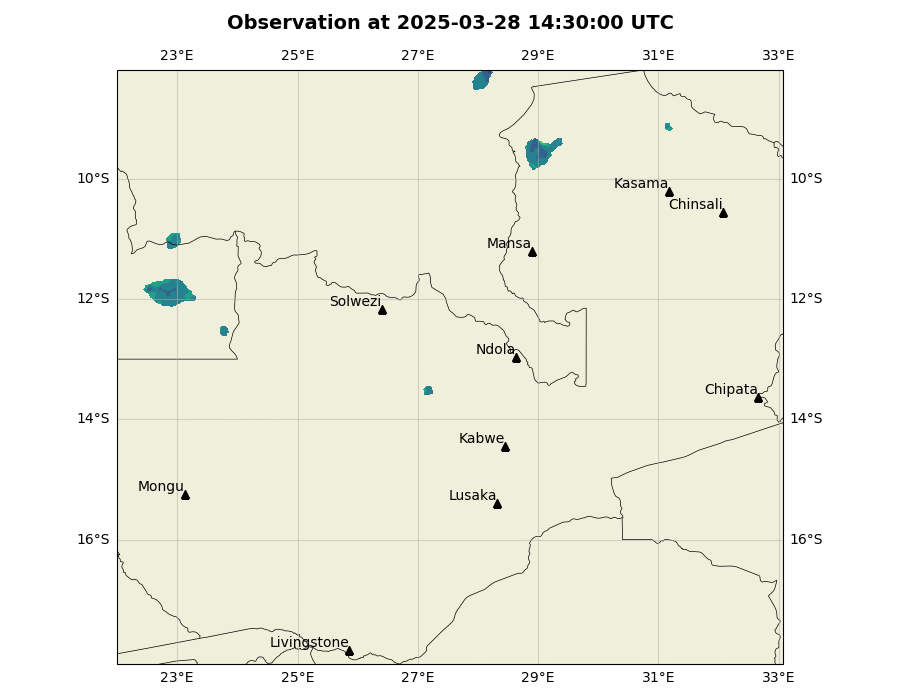 Observation at 2025-03-28 14:30:00 UTC
23°E 25°E 27°E 29°E 31°E 33°E
10°S 10°S
Kasama
Chinsali
Mansa
12°S 12°S
Solwezi
Ndola
Chipata
14°S 14°S
Kabwe
Mongu
Lusaka
16°S 16°S
Livingstone
23°E 25°E 27°E 29°E 31°E 33°E